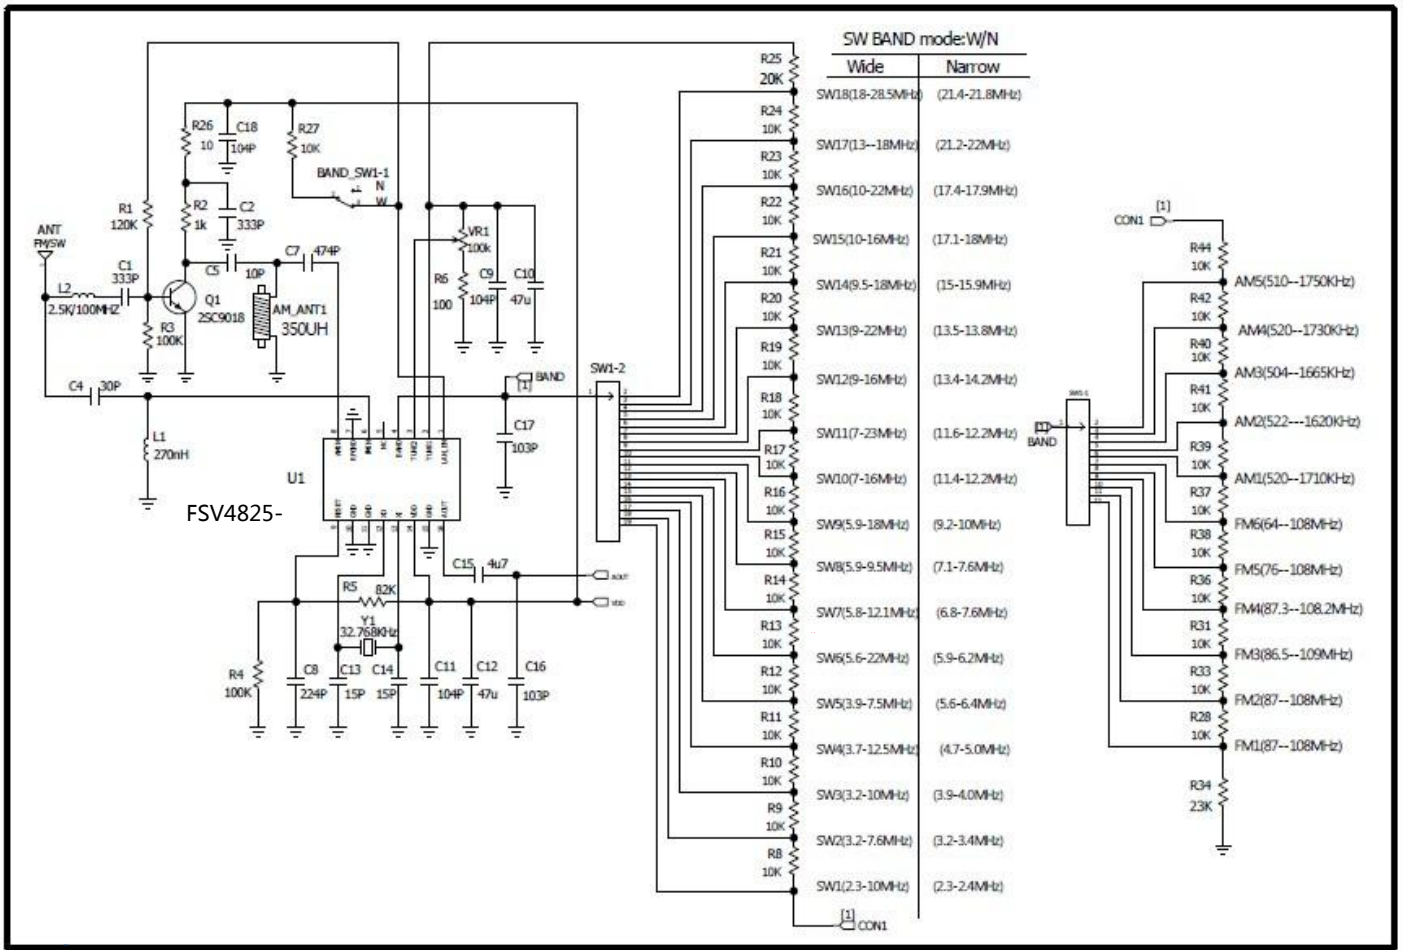 SW BAND mode:W/N
Wide Narrow
R25
20K
SW18(18-28.5MHz) (21.4-21.8MHz)
R24
10K
SW17(13--18MHz) (21.2-22MHz)
R23
10K
SW16(10-22MHz) (17.4-17.9MHz)
R22
10K
SW15(10-16MHz) (17.1-18MHz)
R21
10K
SW14(9.5-18MHz) (15-15.9MHz)
R20
10K
SW13(9-22MHz) (13.5-13.8MHz)
R19
10K
SW12(9-16MHz) (13.4-14.2MHz)
R18
10K
SW11(7-23MHz) (11.6-12.2MHz)
R17
10K
SW10(7-16MHz) (11.4-12.2MHz)
R16
10K
SW9(5.9-18MHz) (9.2-10MHz)
R15
10K
SW8(5.9-9.5MHz) (7.1-7.6MHz)
R14
10K
SW7(5.8-12.1MHz) (6.8-7.6MHz)
R13
10K
SW6(5.6-22MHz) (5.9-6.2MHz)
R12
10K
SW5(3.9-7.5MHz) (5.6-6.4MHz)
R11
10K
SW4(3.7-12.5MHz) (4.7-5.0MHz)
R10
10K
SW3(3.2-10MHz) (3.9-4.0MHz)
R9
10K
SW2(3.2-7.6MHz) (3.2-3.4MHz)
R8
10K
SW1(2.3-10MHz) (2.3-2.4MHz)
[1]
CON1
R26
10
C18
104P
R27
10K
BAND_SW1-1
N
W
R1
120K
R2
1k
C2
333P
ANT
FM/SW
C7 474P
C5
10P
C1
333P
L2
2.5K/100MHZ
Q1
2SC9018
R3
100K
AM_ANT1
350UH
VR1
100k
R6
100
C9
104P
C10
47u
C4 30P
L1
270nH
U1
FSV4825-
BAND
[1]
C17
103P
SW1-2
C15 4u7
AOUT
VDD
R5 82K
Y1
32.768KHz
R4
100K
C8
224P
C13
15P
C14
15P
C11
104P
C12
47u
C16
103P
[1]
CON1
R44
10K
AM5(510--1750KHz)
R42
10K
AM4(520--1730KHz)
R40
10K
AM3(504--1665KHz)
R41
10K
AM2(522---1620KHz)
R39
10K
AM1(520--1710KHz)
R37
10K
FM6(64--108MHz)
R38
10K
FM5(76--108MHz)
R36
10K
FM4(87.3--108.2MHz)
R31
10K
FM3(86.5--109MHz)
R33
10K
FM2(87--108MHz)
R28
10K
FM1(87--108MHz)
R34
23K
SW1-1
[1]
BAND